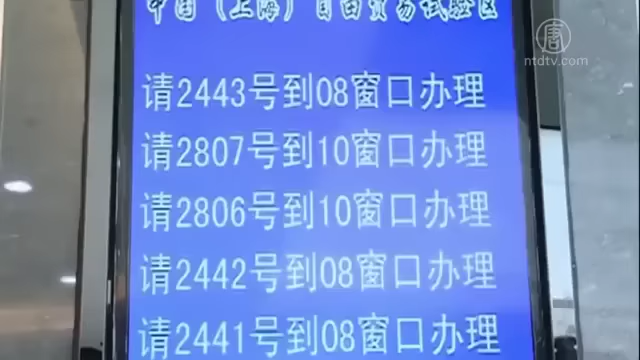 中国（上海）自由贸易试验区
唐
ntdtv.com
请2443号到08窗口办理
请2807号到10窗口办理
请2806号到10窗口办理
请2442号到08窗口办理
请2441号到08窗口办理